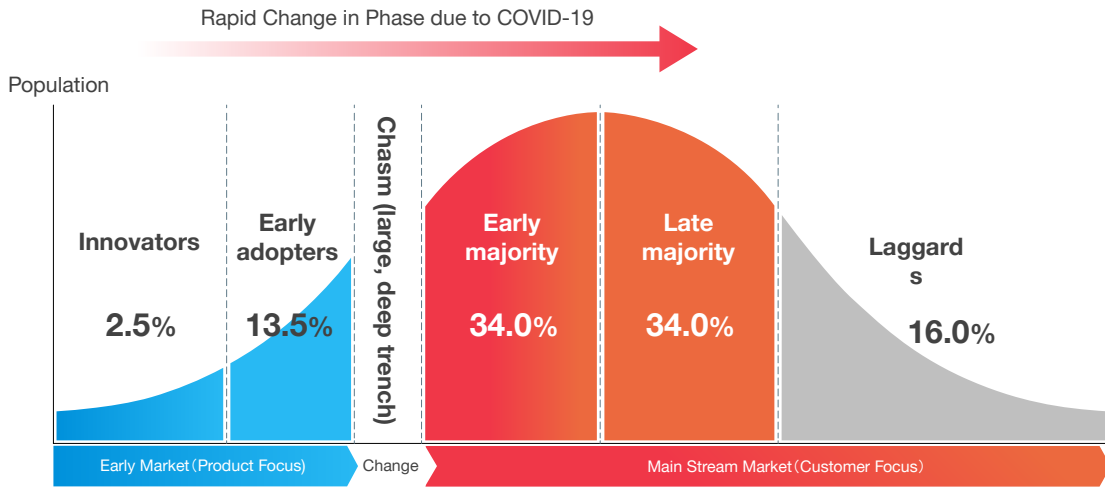 Rapid Change in Phase due to COVID-19
Population
Innovators
2.5%
Early
adopters
13.5%
Chasm (large, deep trench)
Early
majority
34.0%
Late
majority
34.0%
Laggard
s
16.0%
Early Market(Product Focus)
Change
Main Stream Market(Customer Focus)